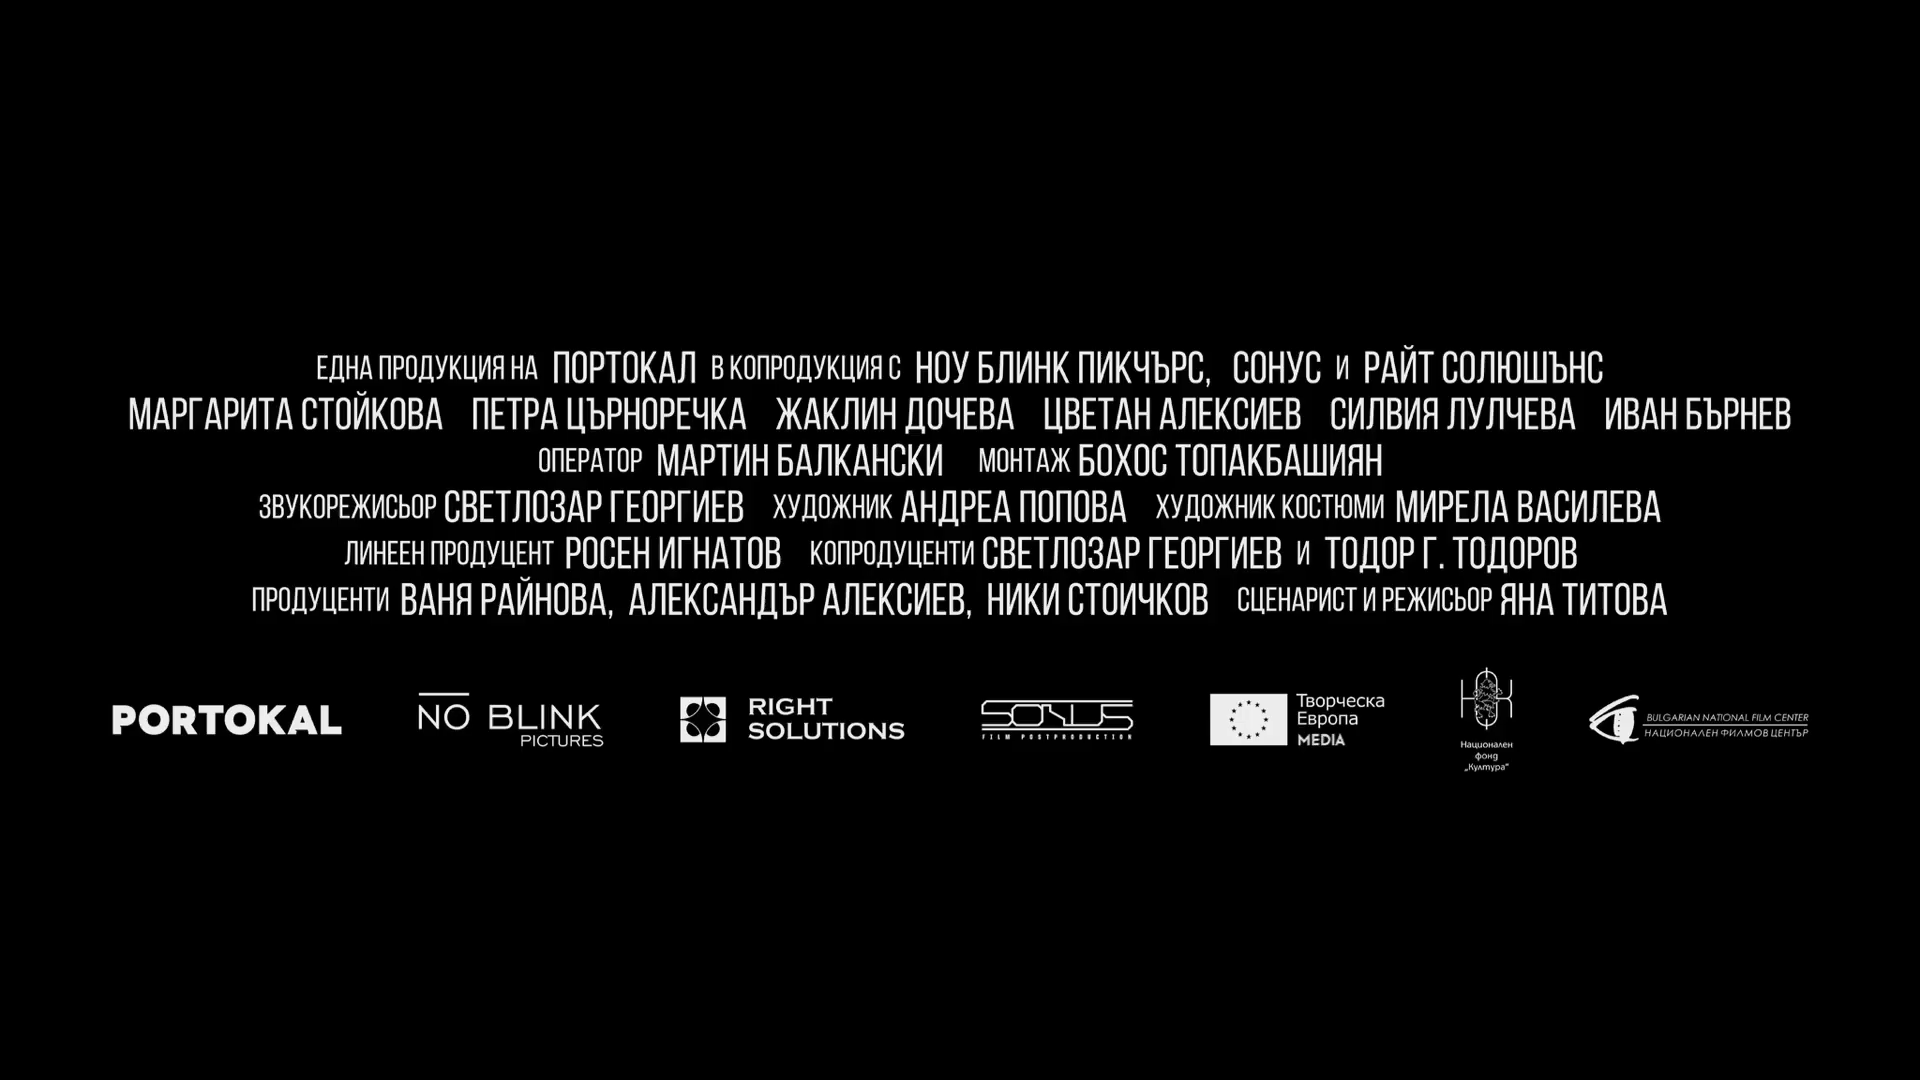 ЕДНА ПРОДУКЦИЯ НА ПОРТОКАЛ В КОПРОДУКЦИЯ С НОУ БЛИНК ПИКЧЪРС, СОНУС И РАЙТ СОЛЮШЪНС
МАРГАРИТА СТОЙКОВА ПЕТРА ЦЪРНОРЕЧКА ЖАКЛИН ДОЧЕВА ЦВЕТАН АЛЕКСИЕВ СИЛВИЯ ЛУЛЧЕВА ИВАН БЪРНЕВ
ОПЕРАТОР МАРТИН БАЛКАНСКИ МОНТАЖ БОХОС ТОПАКБАШИЯН
ЗВУКОРЕЖИСЬОР СВЕТЛОЗАР ГЕОРГИЕВ ХУДОЖНИК АНДРЕА ПОПОВА ХУДОЖНИК КОСТЮМИ МИРЕЛА ВАСИЛЕВА
ЛИНЕЕН ПРОДУЦЕНТ РОСЕН ИГНАТОВ КОПРОДУЦЕНТИ СВЕТЛОЗАР ГЕОРГИЕВ И ТОДОР Г. ТОДОРОВ
ПРОДУЦЕНТИ ВАНЯ РАЙНОВА, АЛЕКСАНДЪР АЛЕКСИЕВ, НИКИ СТОИЧКОВ СЦЕНАРИСТ И РЕЖИСЬОР ЯНА ТИТОВА
PORTOKAL
NO BLINK
PICTURES
RIGHT
SOLUTIONS
SONUS
FILM POSTPRODUCTION
Творческа
Европа
MEDIA
НФК
Национален
фонд
„Култура“
BULGARIAN NATIONAL FILM CENTER
НАЦИОНАЛЕН ФИЛМОВ ЦЕНТЪР